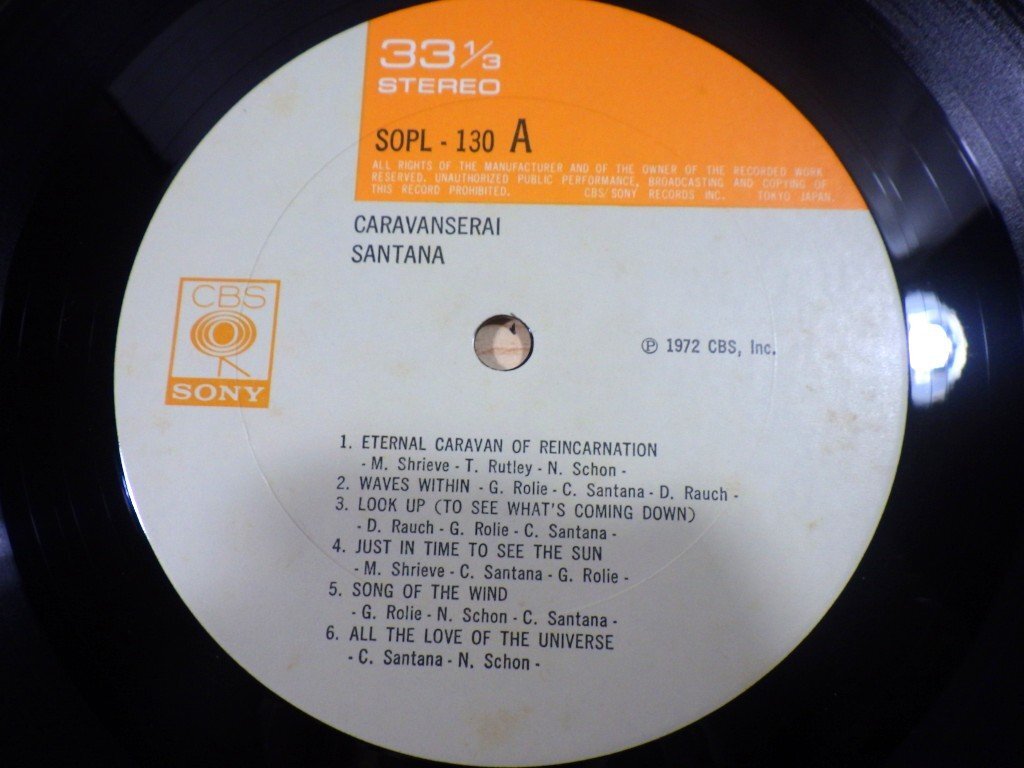 33 1/3
STEREO
SOPL - 130 A
ALL RIGHTS OF THE MANUFACTURER AND OF THE OWNER OF THE RECORDED WORK
RESERVED. UNAUTHORIZED PUBLIC PERFORMANCE, BROADCASTING AND COPYING OF
THIS RECORD PROHIBITED. CBS/SONY RECORDS INC. TOKYO JAPAN.
CARAVANSERAI
SANTANA
CBS
SONY
℗ 1972 CBS, Inc.
1. ETERNAL CARAVAN OF REINCARNATION
- M. Shrieve - T. Rutley - N. Schon -
2. WAVES WITHIN - G. Rolie - C. Santana - D. Rauch -
3. LOOK UP (TO SEE WHAT'S COMING DOWN)
- D. Rauch - G. Rolie - C. Santana -
4. JUST IN TIME TO SEE THE SUN
- M. Shrieve - C. Santana - G. Rolie -
5. SONG OF THE WIND
- G. Rolie - N. Schon - C. Santana -
6. ALL THE LOVE OF THE UNIVERSE
- C. Santana - N. Schon -